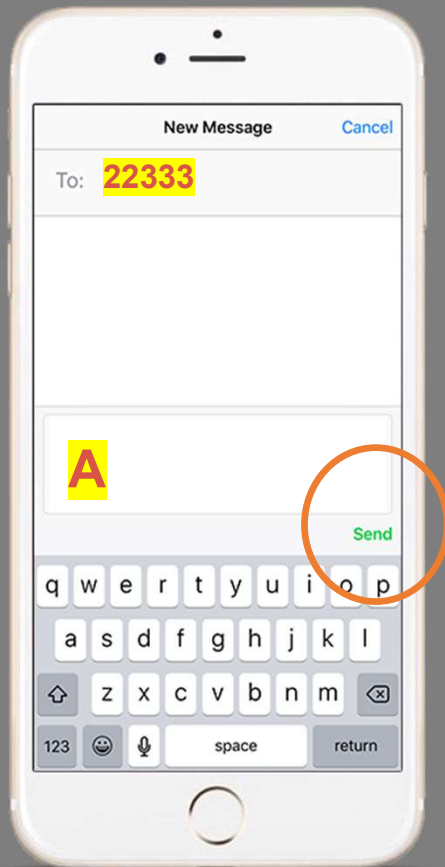 New Message Cancel
To: 22333
A
Send
q w e r t y u i o p
a s d f g h j k l
z x c v b n m
123 space return